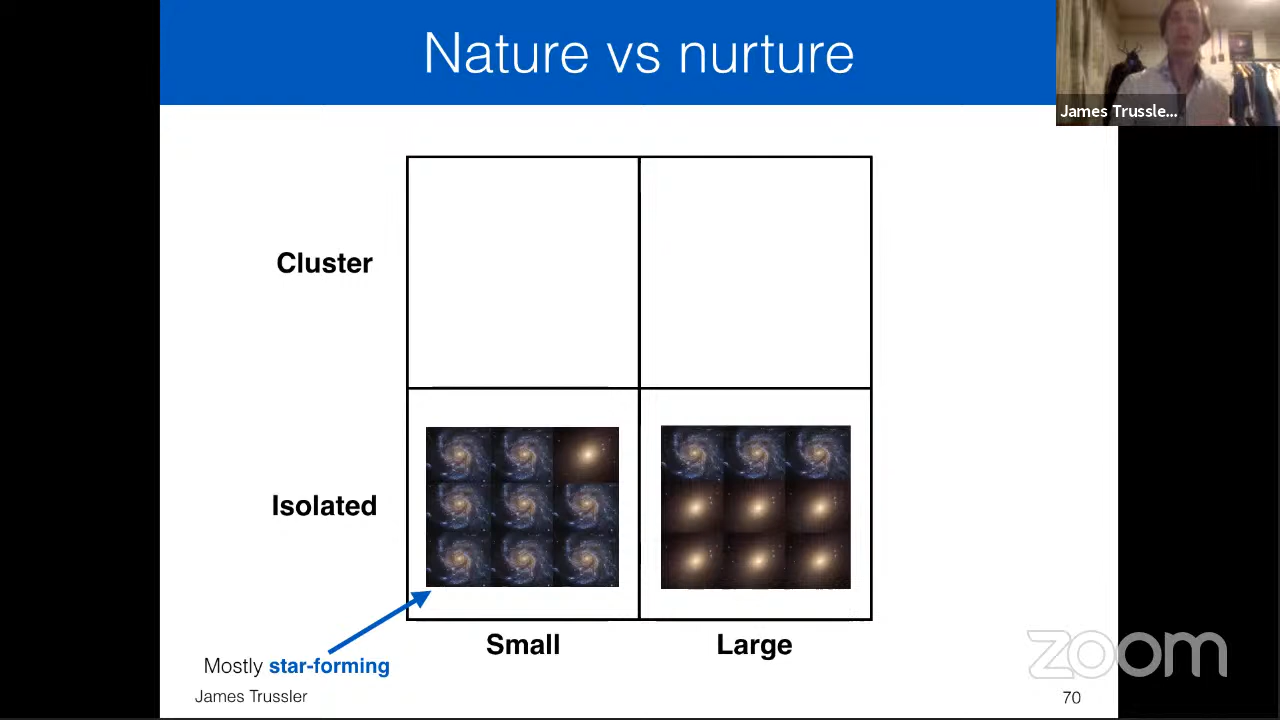 Nature vs nurture
James Trussle...
Cluster
Isolated
Small
Large
Mostly star-forming
James Trussler
70
zoom